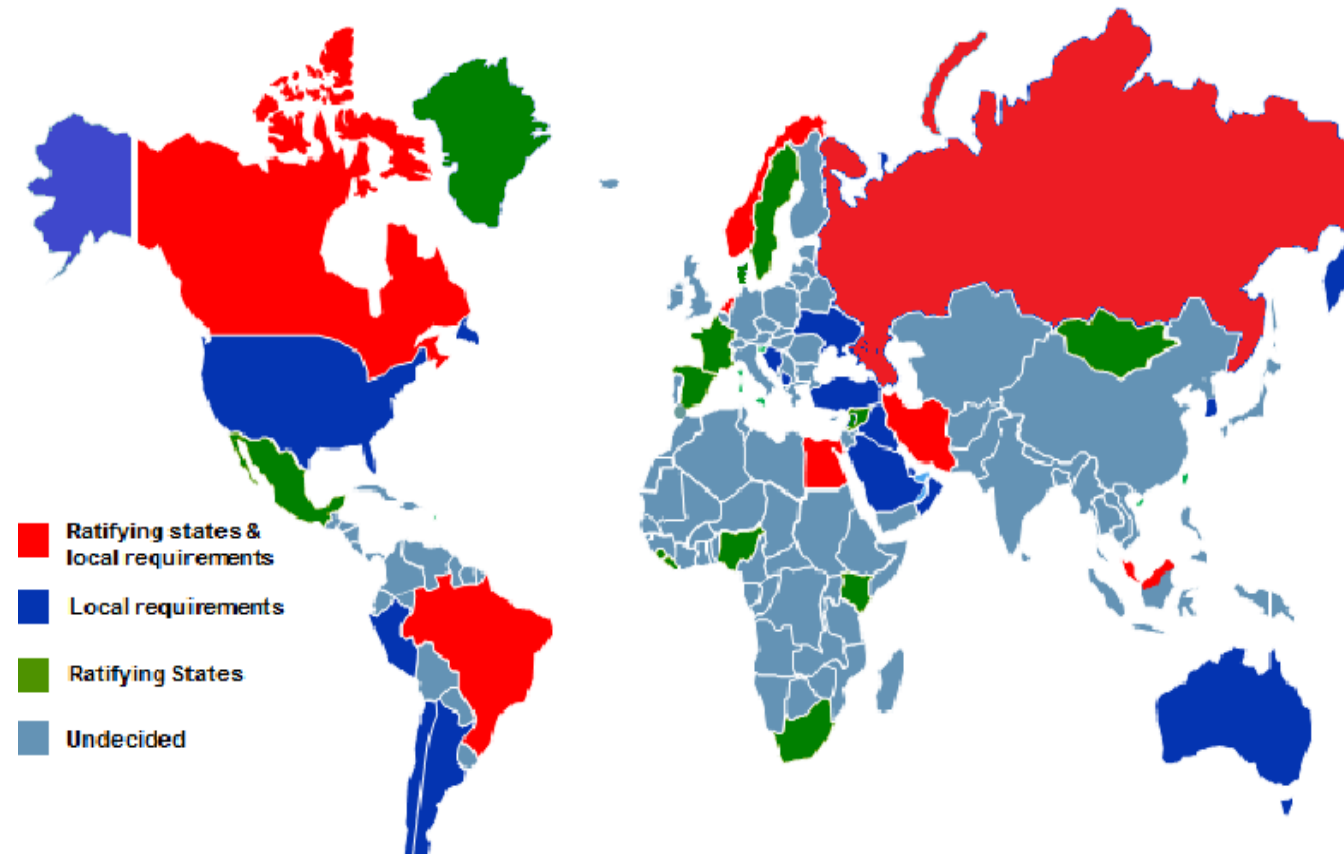 Ratifying states &
local requirements
Local requirements
Ratifying States
Undecided